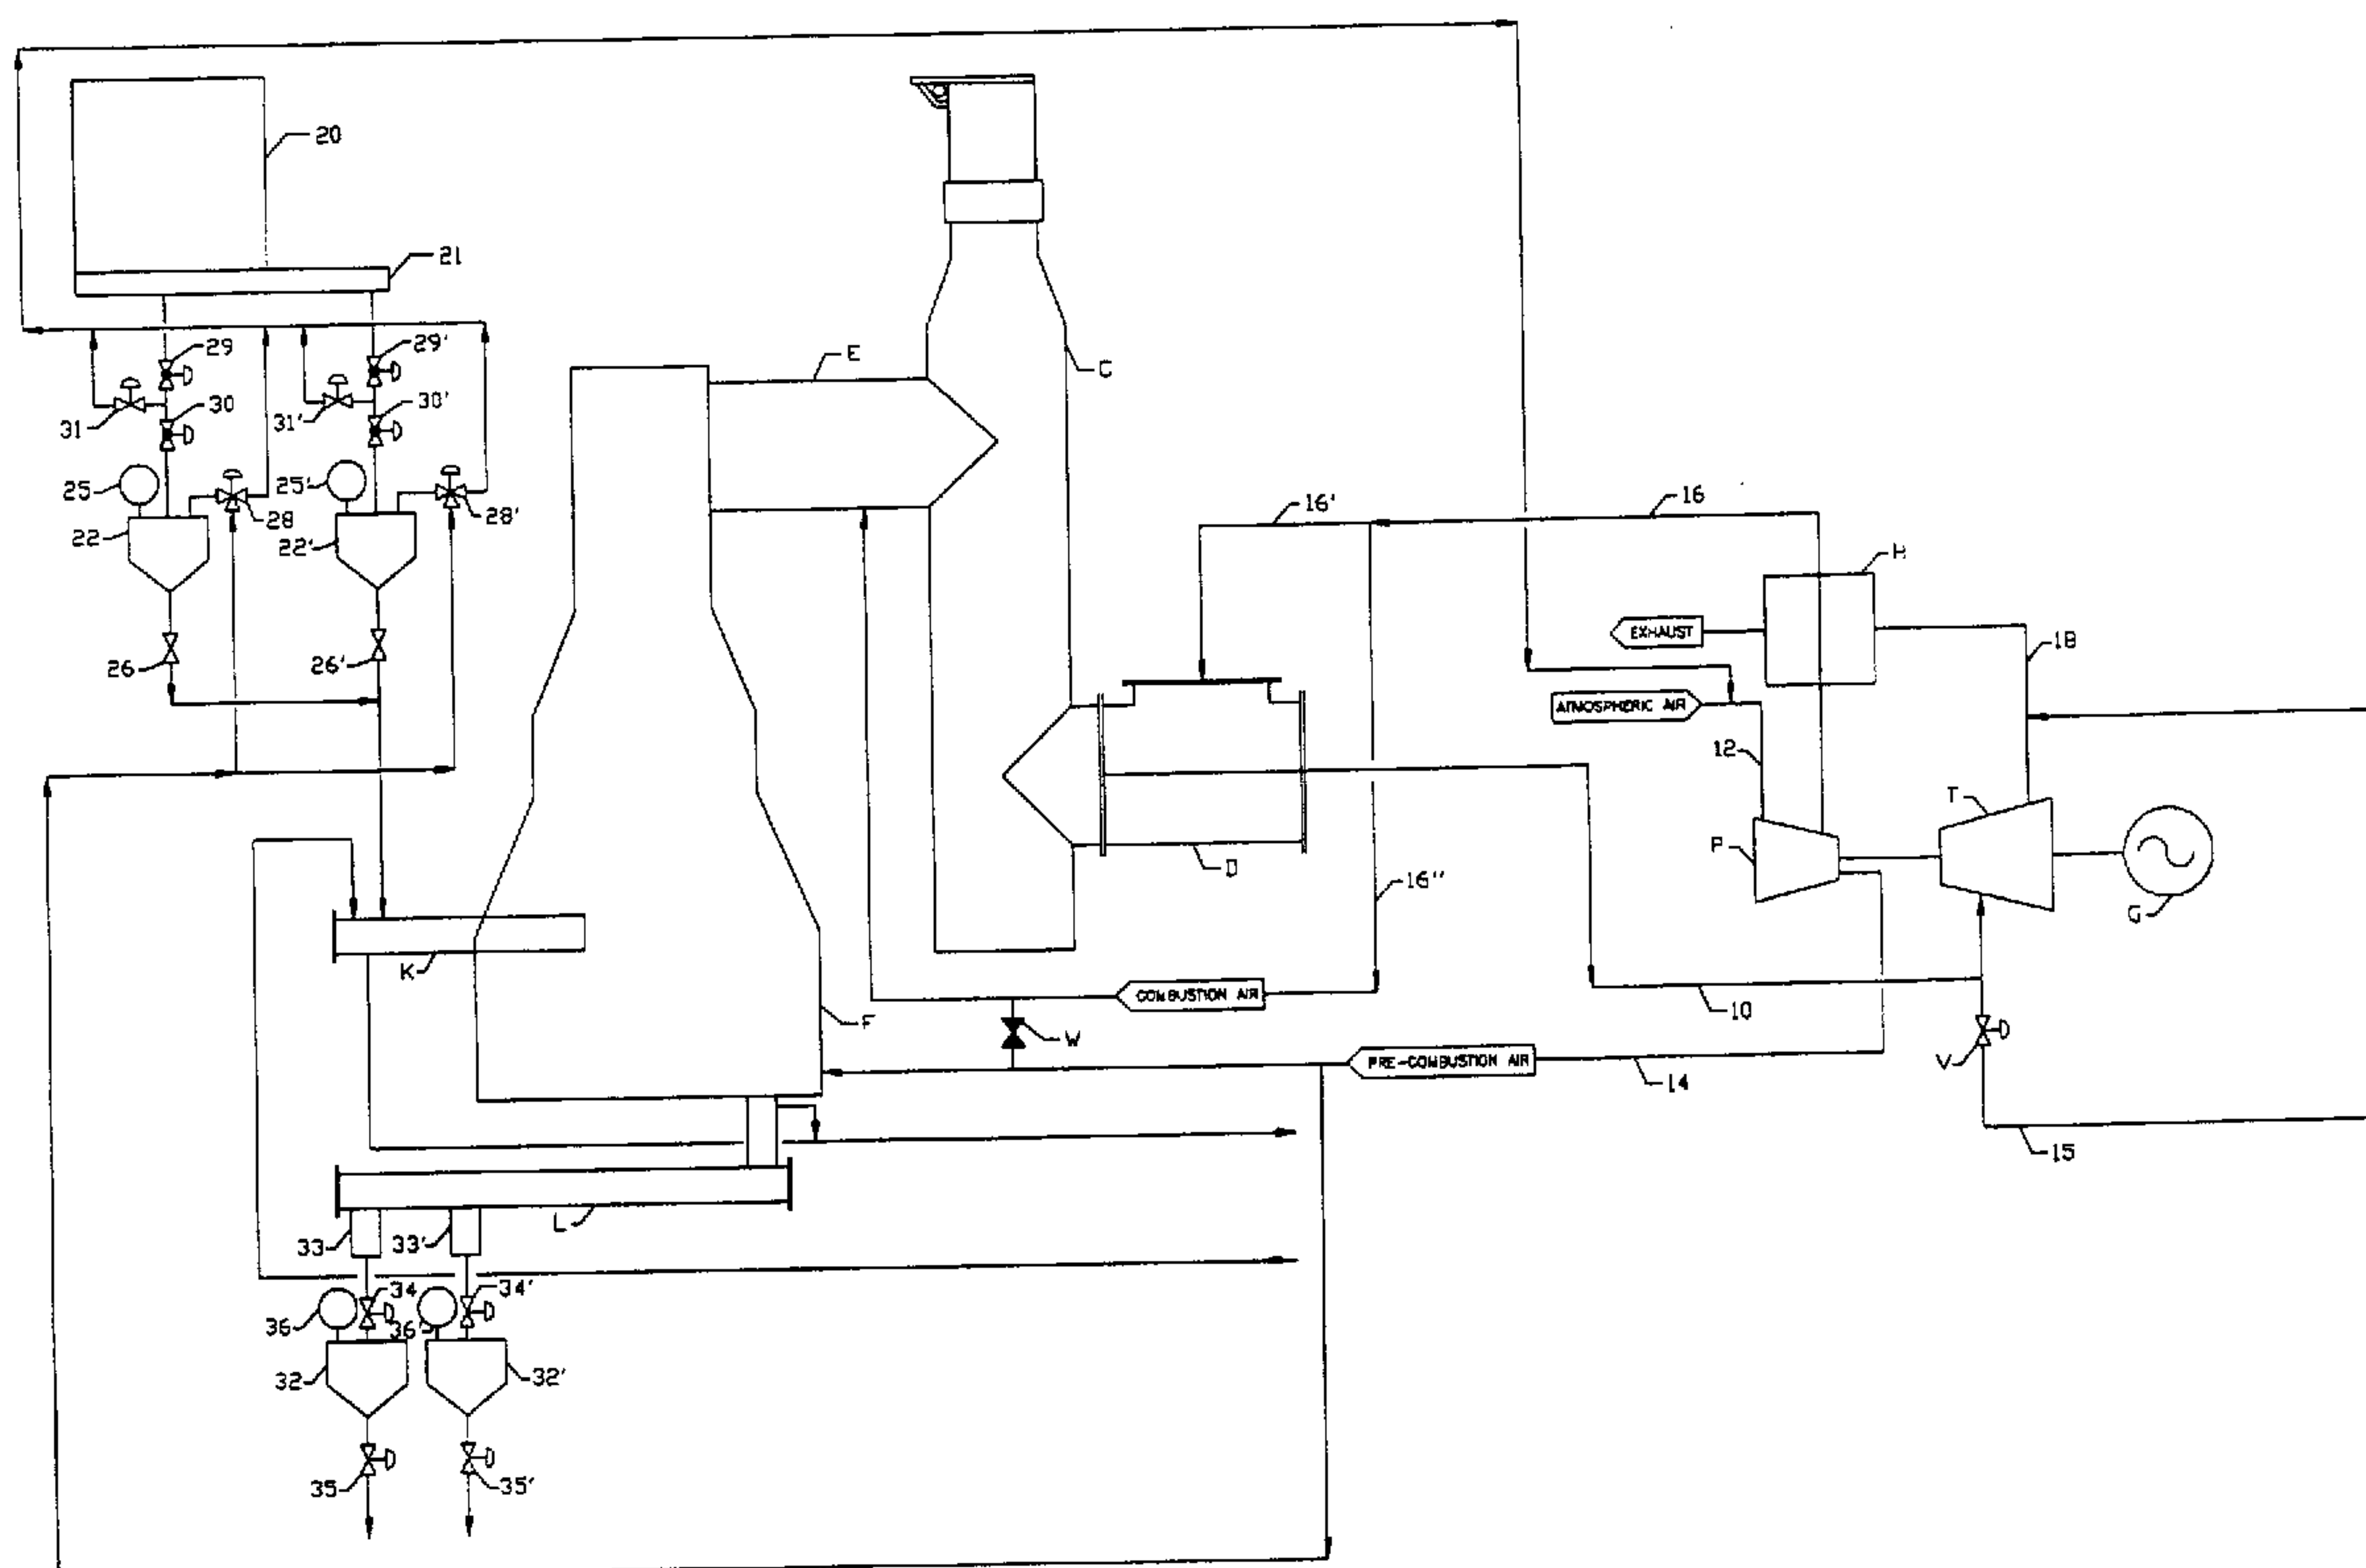 20
21
29
29'
E
C
30
30'
31
31'
25
25'
28
28'
22
22'
16'
16
H
EXHAUST
18
26
26'
ATMOSPHERIC AIR
12
T
P
D
16''
G
K
COMBUSTION AIR
10
F
W
V
PRE-COMBUSTION AIR
14
15
L
33
33'
34
34'
36
36'
32
32'
35
35'